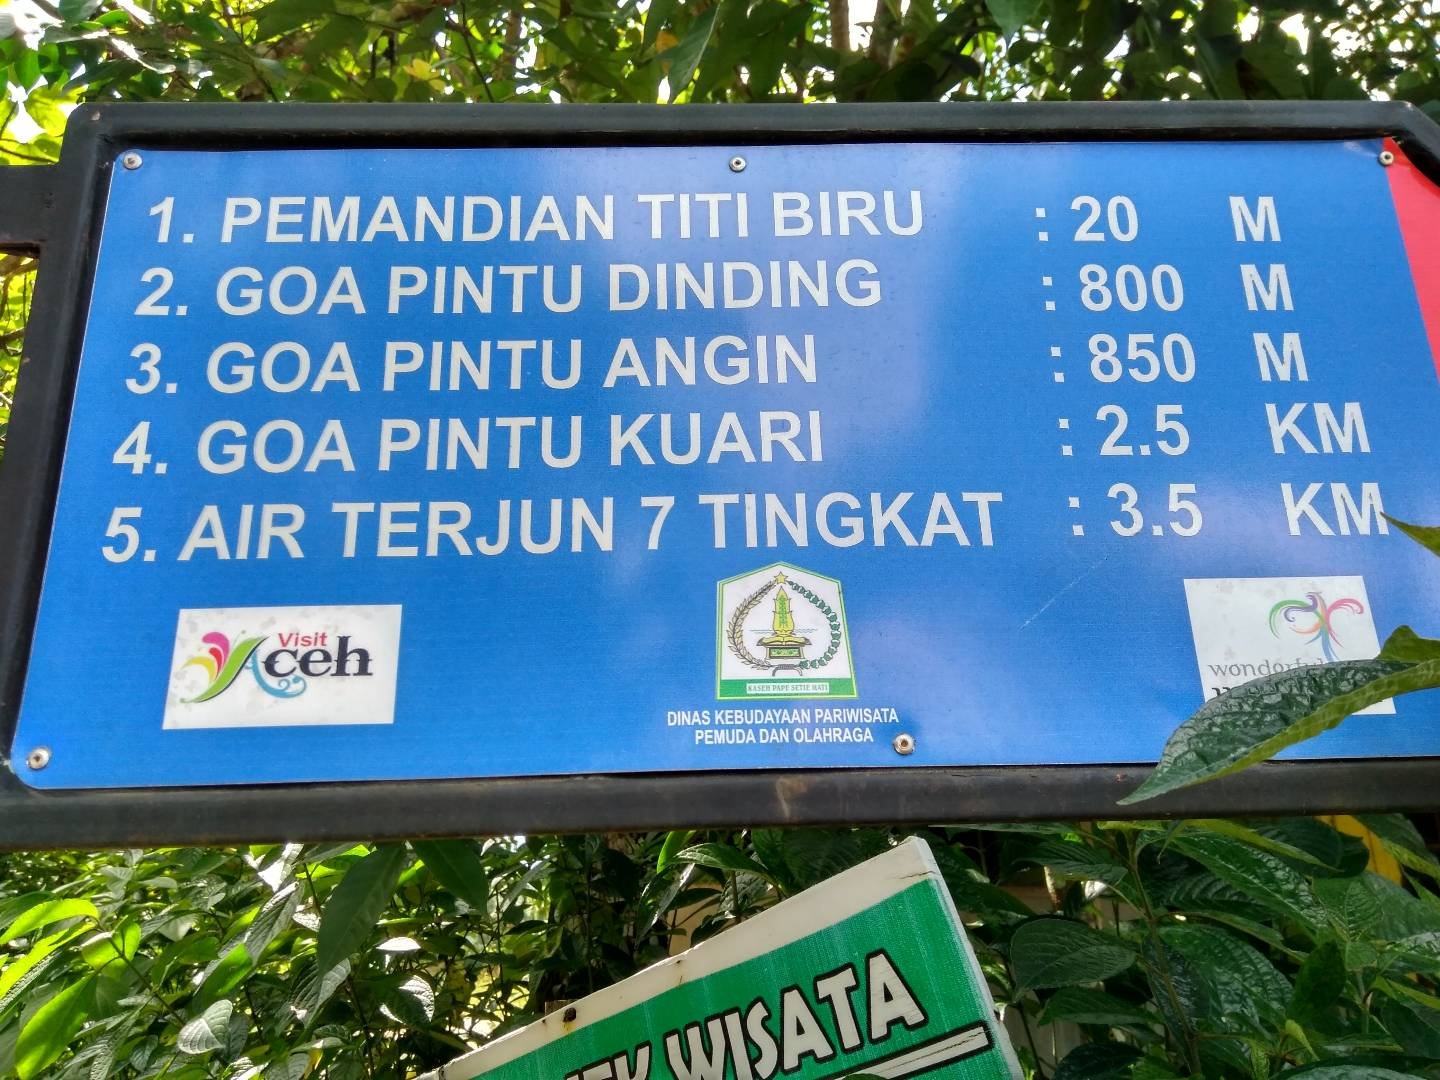 1. PEMANDIAN TITI BIRU : 20 M
2. GOA PINTU DINDING : 800 M
3. GOA PINTU ANGIN : 850 M
4. GOA PINTU KUARI : 2.5 KM
5. AIR TERJUN 7 TINGKAT : 3.5 KM
Visit
Aceh
KASEH PAPE SETIE MATI
DINAS KEBUDAYAAN PARIWISATA
PEMUDA DAN OLAHRAGA
wonderful
WISATA